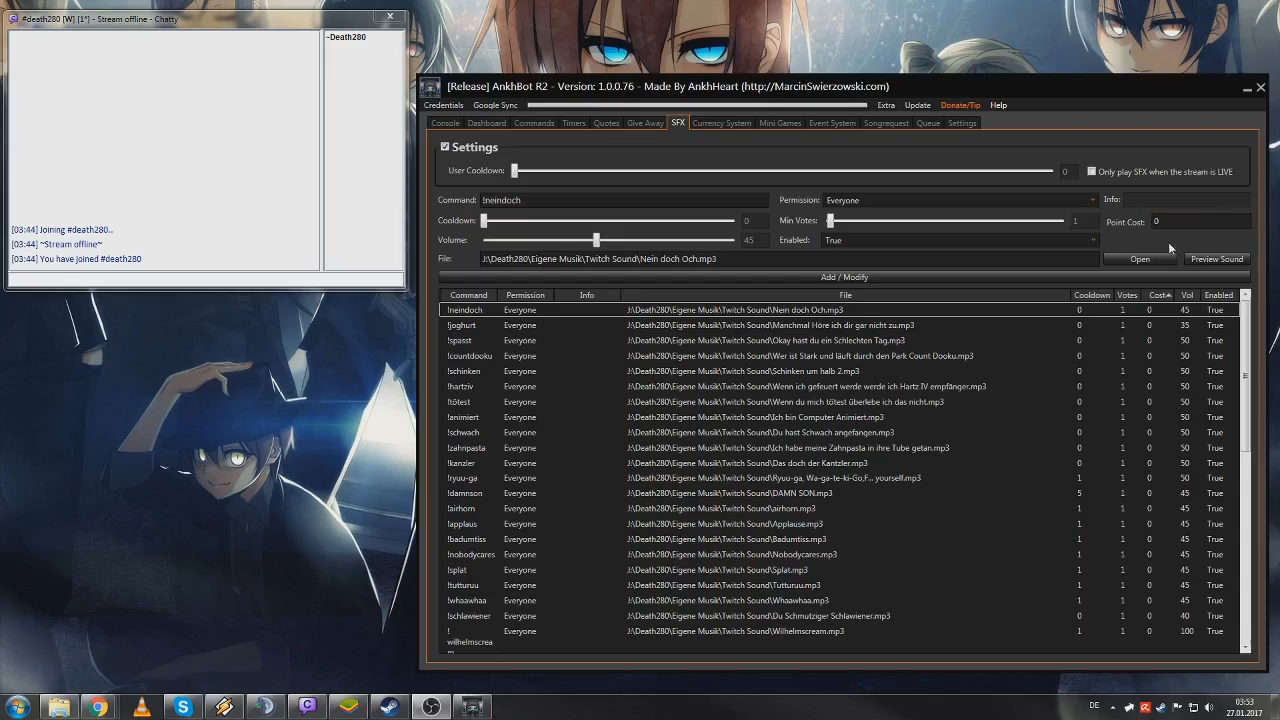 #death280 [W] [1*] - Stream offline - Chatty
~Death280
[03:44] Joining #death280..
[03:44] ~Stream offline~
[03:44] You have joined #death280
[Release] AnkhBot R2 - Version: 1.0.0.76 - Made By AnkhHeart (http://MarcinSwierzowski.com)
Credentials Google Sync Extra Update Donate/Tip Help
Console Dashboard Commands Timers Quotes Give Away SFX Currency System Mini Games Event System Songrequest Queue Settings
Settings
User Cooldown: 0 Only play SFX when the stream is LIVE
Command: !neindoch Permission: Everyone Info:
Cooldown: 0 Min Votes: 1 Point Cost: 0
Volume: 45 Enabled: True
File: J:\Death280\Eigene Musik\Twitch Sound\Nein doch Och.mp3 Open Preview Sound
Add / Modify
Command Permission Info File Cooldown Votes Cost Vol Enabled
!neindoch Everyone J:\Death280\Eigene Musik\Twitch Sound\Nein doch Och.mp3 0 1 0 45 True
!joghurt Everyone J:\Death280\Eigene Musik\Twitch Sound\Manchmal Höre ich dir gar nicht zu.mp3 0 1 0 35 True
!spasst Everyone J:\Death280\Eigene Musik\Twitch Sound\Okay hast du ein Schlechten Tag.mp3 0 1 0 50 True
!countdooku Everyone J:\Death280\Eigene Musik\Twitch Sound\Wer ist Stark und läuft durch den Park Count Dooku.mp3 0 1 0 50 True
!schinken Everyone J:\Death280\Eigene Musik\Twitch Sound\Schinken um halb 2.mp3 0 1 0 50 True
!hartziv Everyone J:\Death280\Eigene Musik\Twitch Sound\Wenn ich gefeuert werde werde ich Hartz IV empfänger.mp3 0 1 0 50 True
!tötest Everyone J:\Death280\Eigene Musik\Twitch Sound\Wenn du mich tötest überlebe ich das nicht.mp3 0 1 0 50 True
!animiert Everyone J:\Death280\Eigene Musik\Twitch Sound\Ich bin Computer Animiert.mp3 0 1 0 50 True
!schwach Everyone J:\Death280\Eigene Musik\Twitch Sound\Du hast Schwach angefangen.mp3 0 1 0 50 True
!zahnpasta Everyone J:\Death280\Eigene Musik\Twitch Sound\Ich habe meine Zahnpasta in ihre Tube getan.mp3 0 1 0 50 True
!kanzler Everyone J:\Death280\Eigene Musik\Twitch Sound\Das doch der Kantzler.mp3 0 1 0 50 True
!ryuu-ga Everyone J:\Death280\Eigene Musik\Twitch Sound\Ryuu-ga, Wa-ga-te-ki-Go,F... yourself.mp3 1 1 0 50 True
!damnson Everyone J:\Death280\Eigene Musik\Twitch Sound\DAMN SON.mp3 5 1 0 45 True
!airhorn Everyone J:\Death280\Eigene Musik\Twitch Sound\airhorn.mp3 1 1 0 45 True
!applaus Everyone J:\Death280\Eigene Musik\Twitch Sound\Applause.mp3 1 1 0 45 True
!badumtiss Everyone J:\Death280\Eigene Musik\Twitch Sound\Badumtiss.mp3 1 1 0 45 True
!nobodycares Everyone J:\Death280\Eigene Musik\Twitch Sound\Nobodycares.mp3 1 1 0 45 True
!splat Everyone J:\Death280\Eigene Musik\Twitch Sound\Splat.mp3 1 1 0 45 True
!tutturuu Everyone J:\Death280\Eigene Musik\Twitch Sound\Tutturuu.mp3 1 1 0 45 True
!whaawhaa Everyone J:\Death280\Eigene Musik\Twitch Sound\Whaawhaa.mp3 1 1 0 45 True
!schlawiener Everyone J:\Death280\Eigene Musik\Twitch Sound\Du Schmutziger Schlawiener.mp3 1 1 0 40 True
! Everyone J:\Death280\Eigene Musik\Twitch Sound\Wilhelmscream.mp3 1 1 0 100 True
wilhelmscrea
m
DE 03:53
27.01.2017